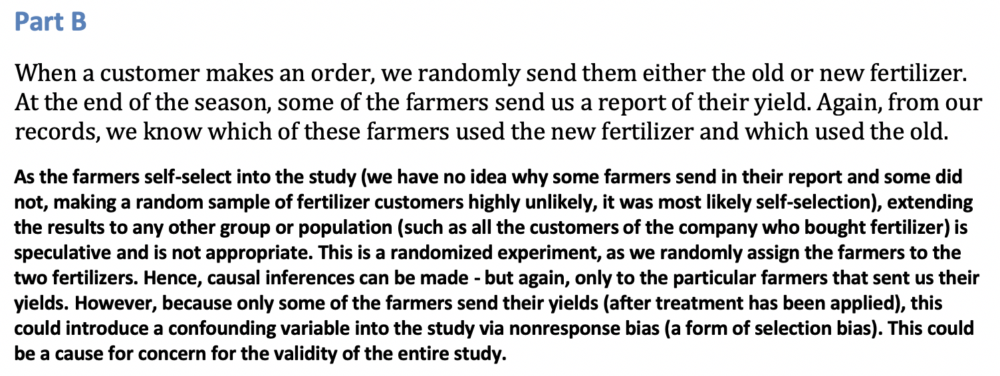 Part B
When a customer makes an order, we randomly send them either the old or new fertilizer.
At the end of the season, some of the farmers send us a report of their yield. Again, from our
records, we know which of these farmers used the new fertilizer and which used the old.
As the farmers self-select into the study (we have no idea why some farmers send in their report and some did
not, making a random sample of fertilizer customers highly unlikely, it was most likely self-selection), extending
the results to any other group or population (such as all the customers of the company who bought fertilizer) is
speculative and is not appropriate. This is a randomized experiment, as we randomly assign the farmers to the
two fertilizers. Hence, causal inferences can be made - but again, only to the particular farmers that sent us their
yields. However, because only some of the farmers send their yields (after treatment has been applied), this
could introduce a confounding variable into the study via nonresponse bias (a form of selection bias). This could
be a cause for concern for the validity of the entire study.